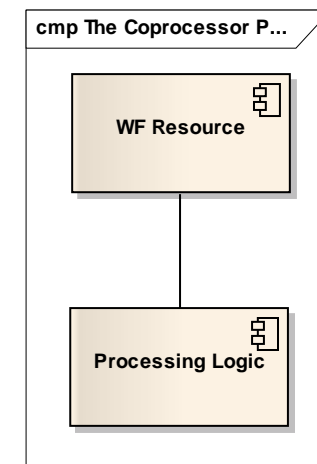 cmp The Coprocessor P...
WF Resource
Processing Logic